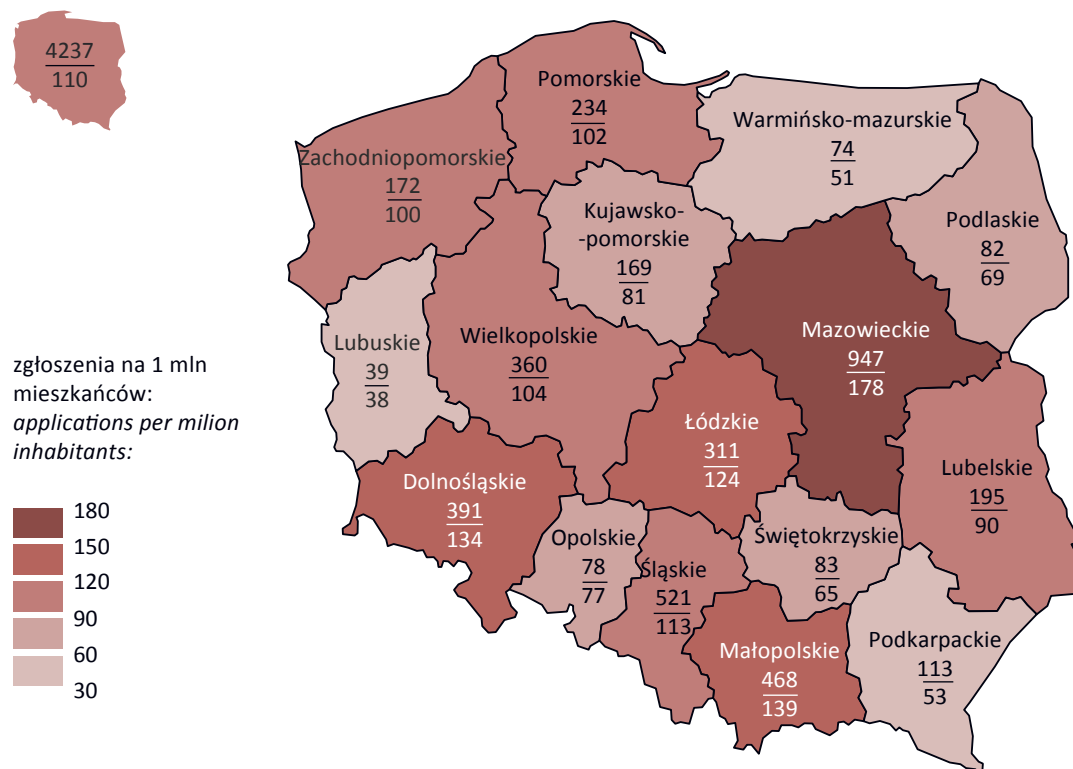 4237
110
Pomorskie
234
102
Warmińsko-mazurskie
74
51
Zachodniopomorskie
172
100
Kujawsko-
-pomorskie
169
81
Podlaskie
82
69
Mazowieckie
947
178
Wielkopolskie
360
104
Lubuskie
39
38
Łódzkie
311
124
Lubelskie
195
90
Dolnośląskie
391
134
Opolskie
78
77
Śląskie
521
113
Świętokrzyskie
83
65
Małopolskie
468
139
Podkarpackie
113
53
zgłoszenia na 1 mln
mieszkańców:
applications per milion
inhabitants:
180
150
120
90
60
30